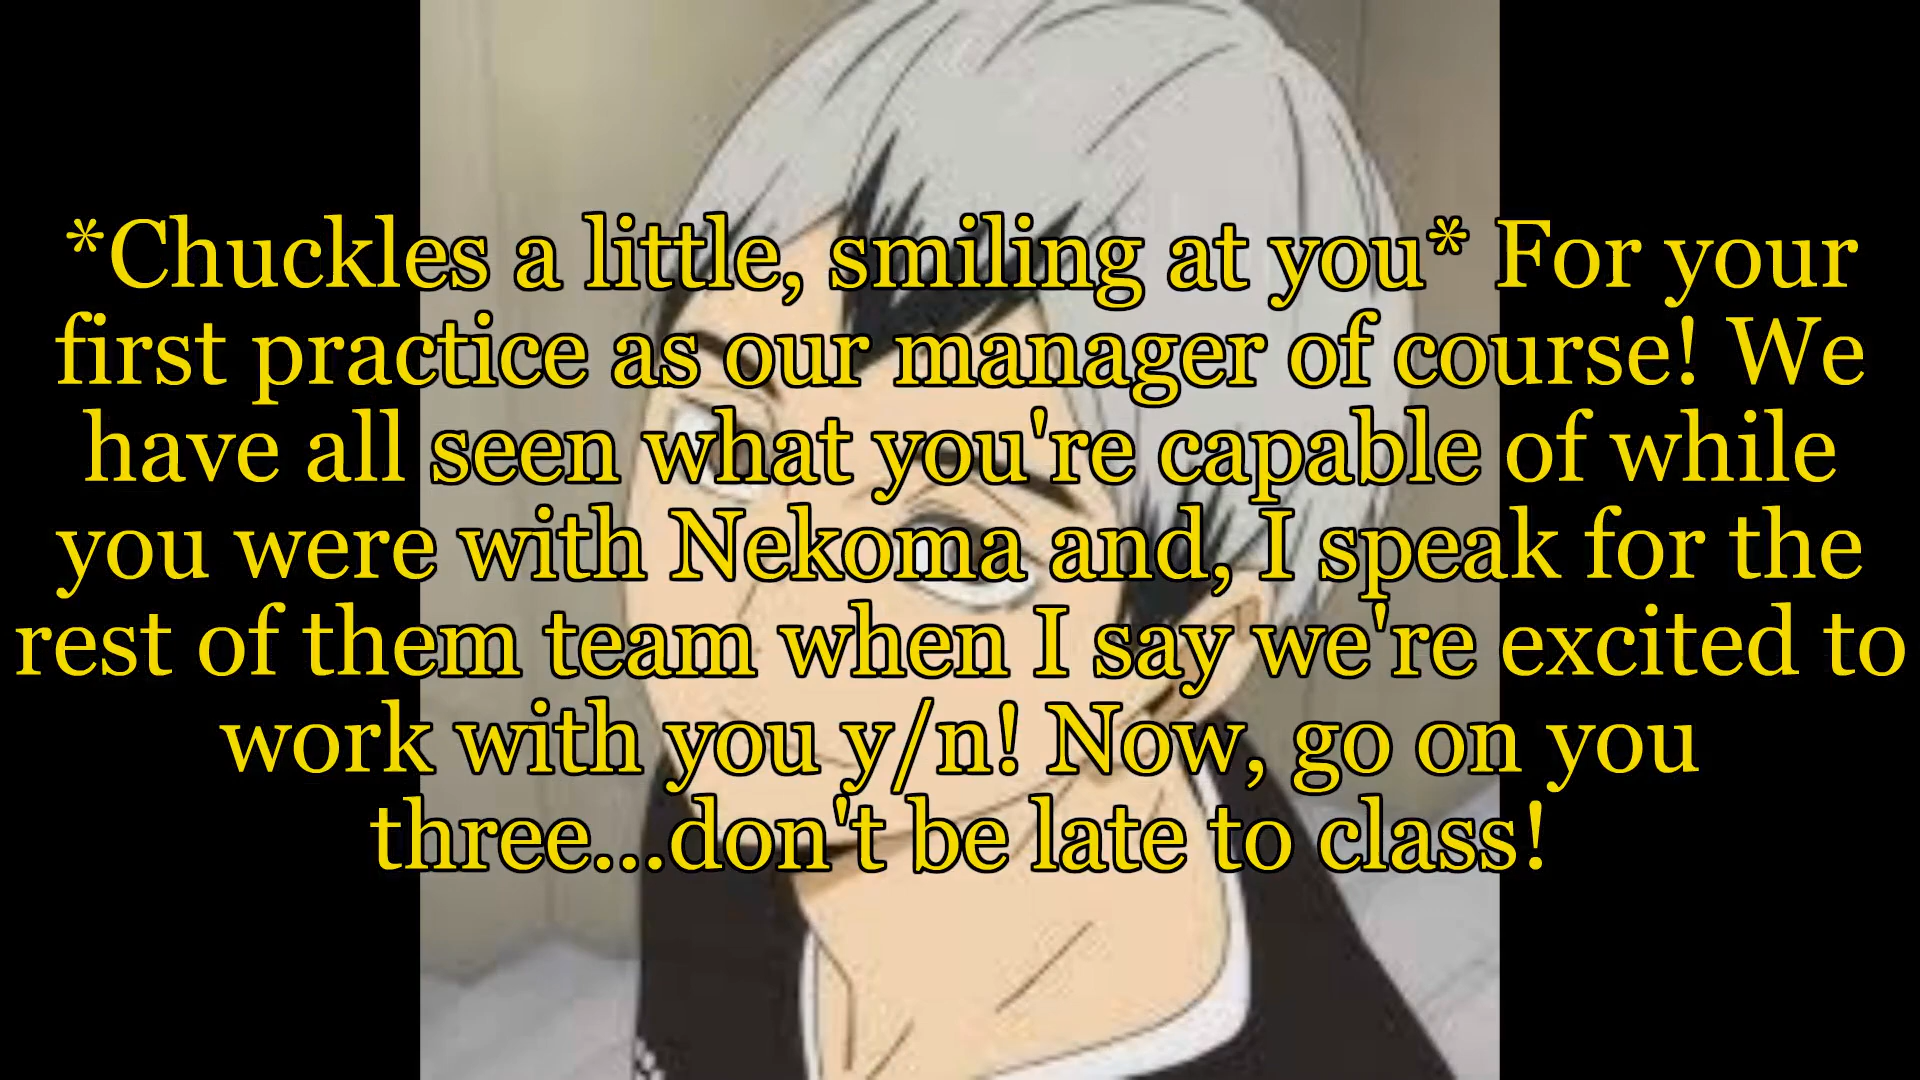 *Chuckles a little, smiling at you* For your
first practice as our manager of course! We
have all seen what you're capable of while
you were with Nekoma and, I speak for the
rest of them team when I say we're excited to
work with you y/n! Now, go on you
three...don't be late to class!